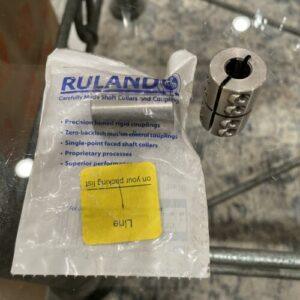 RULAND
Carefully Made Shaft Collars and Couplings
• Precision honed rigid couplings
• Zero-backlash motion control couplings
• Single-point faced shaft collars
• Proprietary processes
• Superior performance
Line
on your packing list